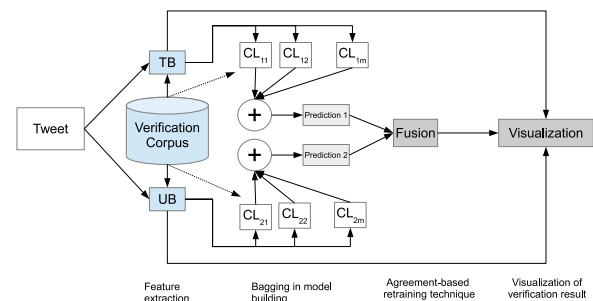 TB
CL11
CL12
CL1m
Tweet
Verification
Corpus
+
Prediction 1
Fusion
Visualization
+
Prediction 2
UB
CL21
CL22
CL2m
Feature
extraction
Bagging in model
building
Agreement-based
retraining technique
Visualization of
verification result